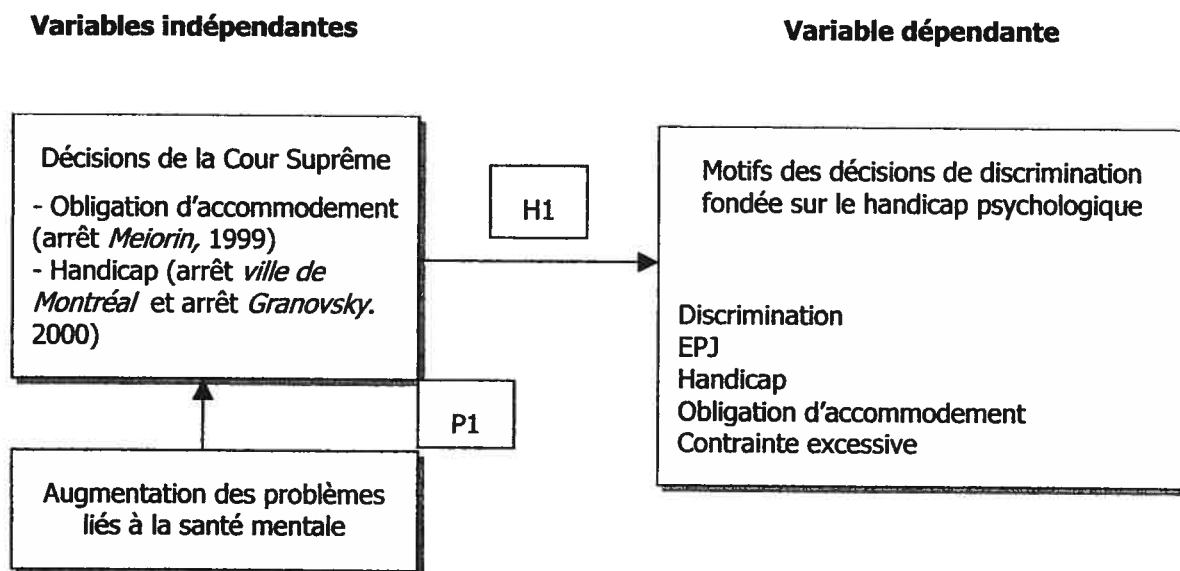 Variables indépendantes
Variable dépendante
Décisions de la Cour Suprême
- Obligation d'accommodement
(arrêt Meiorin, 1999)
- Handicap (arrêt ville de
Montréal et arrêt Granovsky.
2000)
H1
Motifs des décisions de discrimination
fondée sur le handicap psychologique
Discrimination
EPJ
Handicap
Obligation d'accommodement
Contrainte excessive
P1
Augmentation des problèmes
liés à la santé mentale